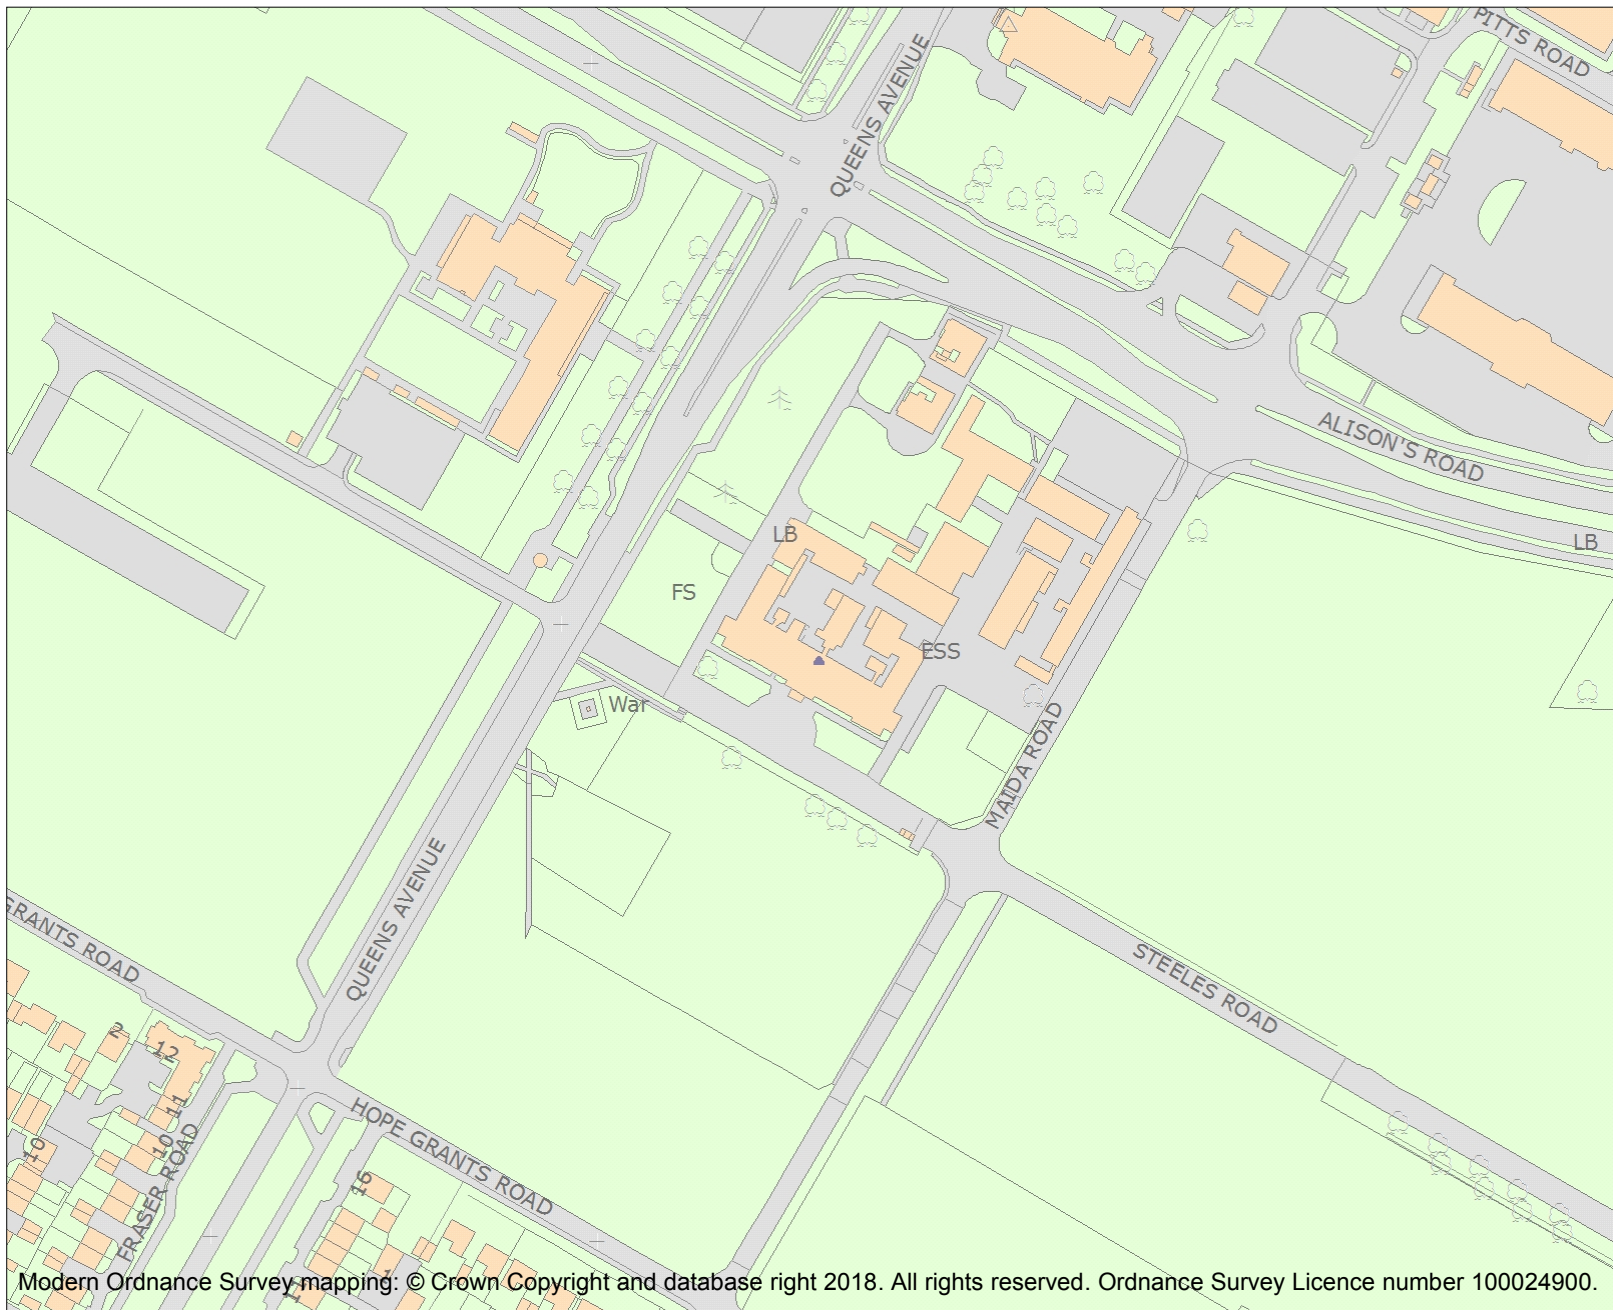 PITTS ROAD
QUEENS AVENUE
ALISON'S ROAD
LB
LB
FS
ESS
War
MAIDA ROAD
QUEENS AVENUE
GRANTS ROAD
STEELES ROAD
2
12
11
10
10
FRASER ROAD
HOPE GRANTS ROAD
16
Modern Ordnance Survey mapping: © Crown Copyright and database right 2018. All rights reserved. Ordnance Survey Licence number 100024900.